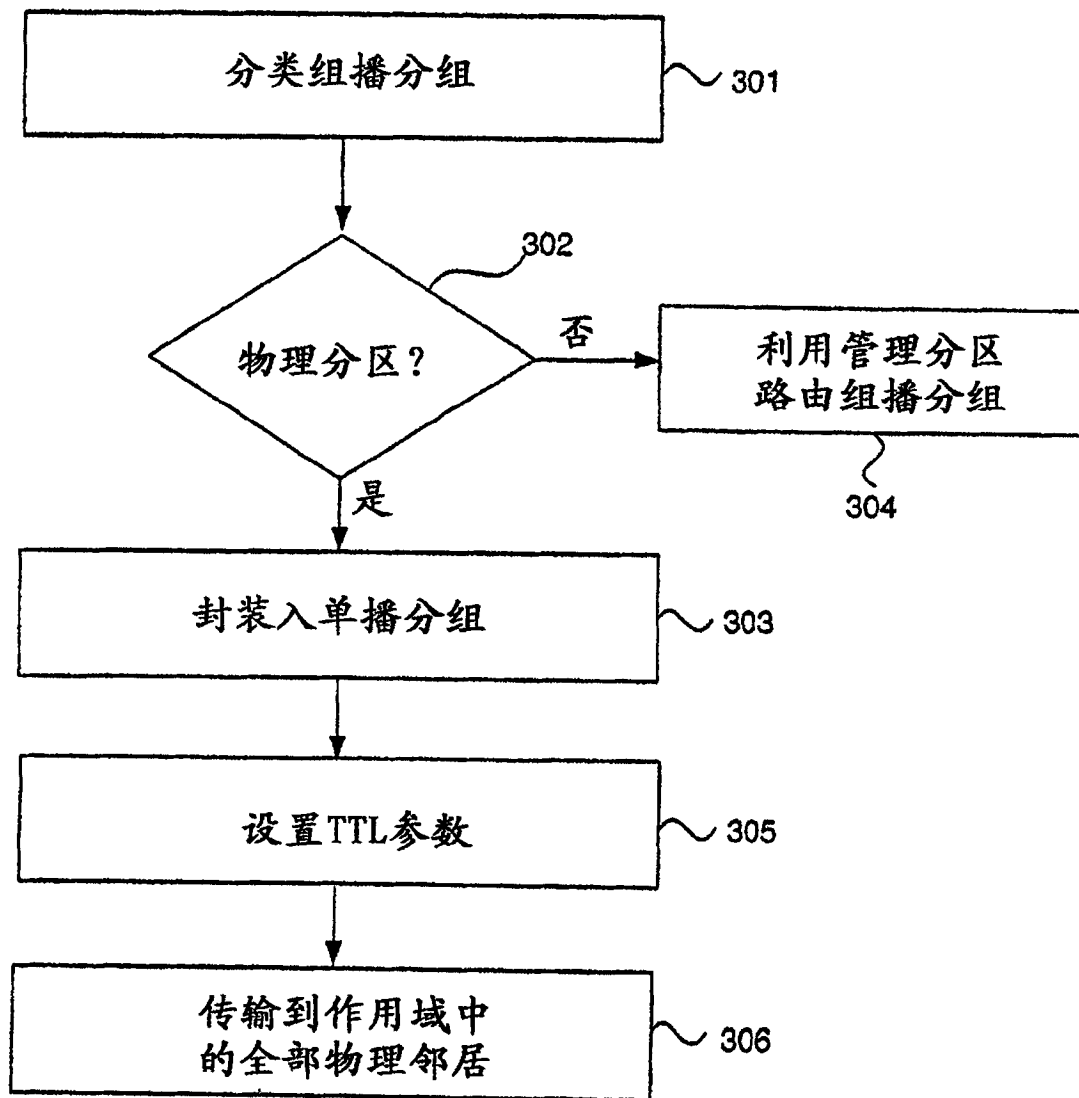 分类组播分组
301
302
物理分区?
否
利用管理分区
路由组播分组
304
是
封装入单播分组
303
设置TTL参数
305
传输到作用域中
的全部物理邻居
306